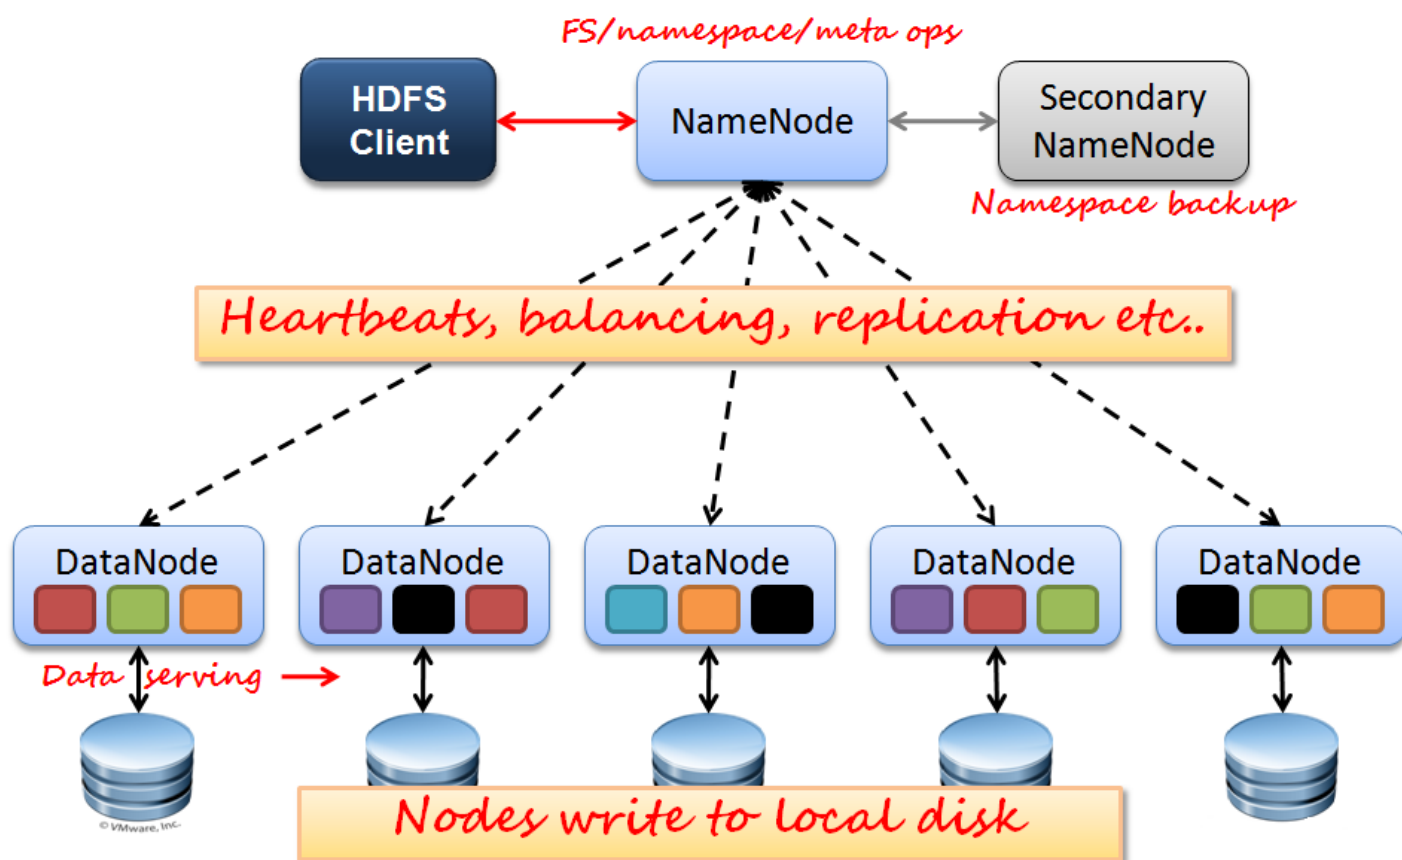 FS/namespace/meta ops
HDFS
Client
NameNode
Secondary
NameNode
Namespace backup
Heartbeats, balancing, replication etc..
DataNode
DataNode
DataNode
DataNode
DataNode
Data serving
© VMware, Inc.
Nodes write to local disk